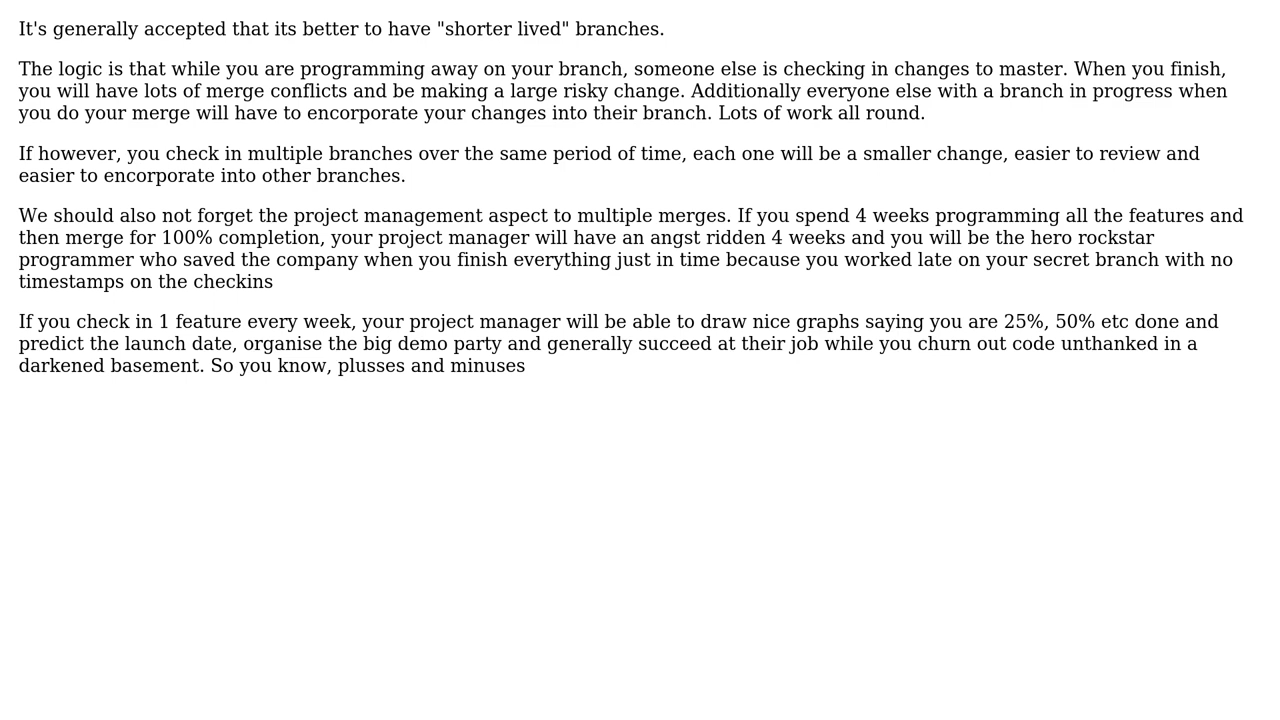 It's generally accepted that its better to have "shorter lived" branches.
The logic is that while you are programming away on your branch, someone else is checking in changes to master. When you finish,
you will have lots of merge conflicts and be making a large risky change. Additionally everyone else with a branch in progress when
you do your merge will have to encorporate your changes into their branch. Lots of work all round.
If however, you check in multiple branches over the same period of time, each one will be a smaller change, easier to review and
easier to encorporate into other branches.
We should also not forget the project management aspect to multiple merges. If you spend 4 weeks programming all the features and
then merge for 100% completion, your project manager will have an angst ridden 4 weeks and you will be the hero rockstar
programmer who saved the company when you finish everything just in time because you worked late on your secret branch with no
timestamps on the checkins
If you check in 1 feature every week, your project manager will be able to draw nice graphs saying you are 25%, 50% etc done and
predict the launch date, organise the big demo party and generally succeed at their job while you churn out code unthanked in a
darkened basement. So you know, plusses and minuses